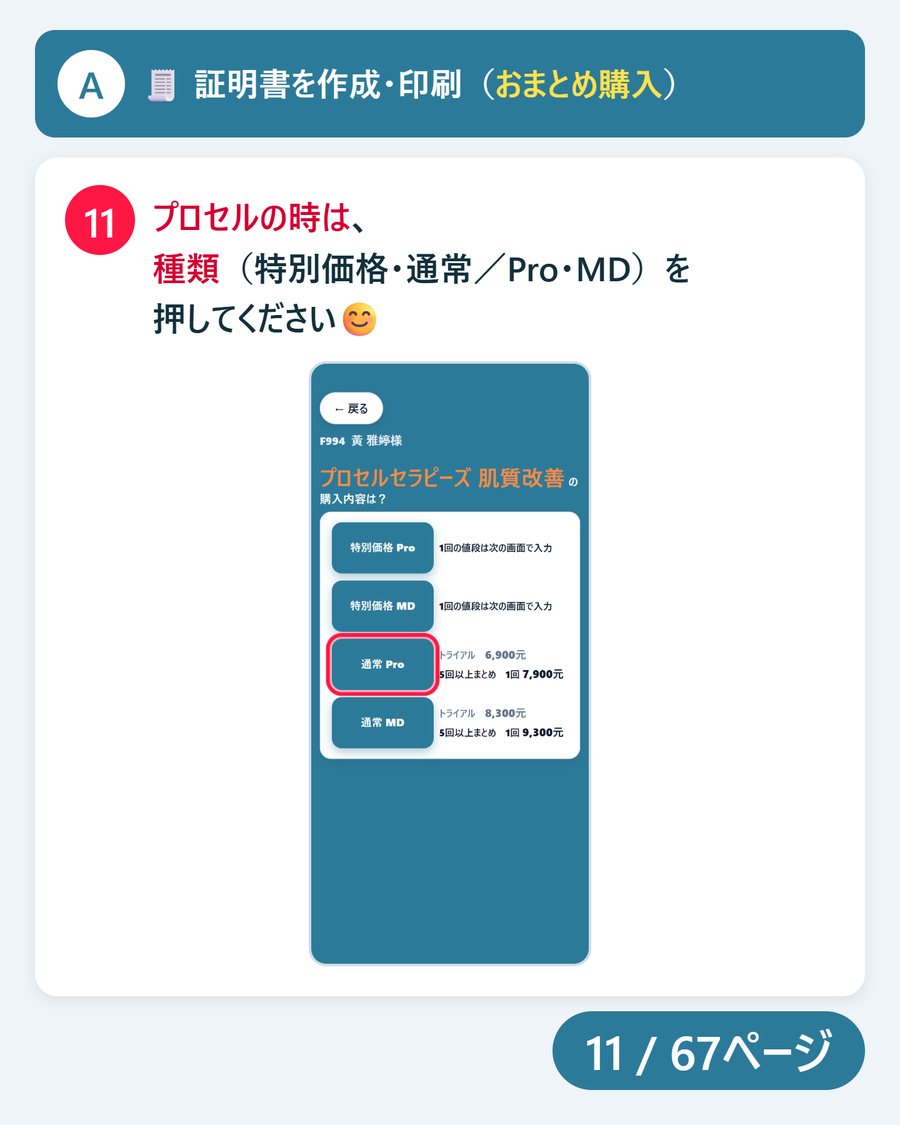 A 🧾 証明書を作成・印刷（おまとめ購入）
11 プロセルの時は、
種類（特別価格・通常／Pro・MD）を
押してください😊
← 戻る
F994 黃 雅婷様
プロセルセラピーズ 肌質改善 の
購入内容は？
特別価格 Pro 1回の値段は次の画面で入力
特別価格 MD 1回の値段は次の画面で入力
通常 Pro トライアル 6,900元
5回以上まとめ 1回 7,900元
通常 MD トライアル 8,300元
5回以上まとめ 1回 9,300元
11 / 67ページ